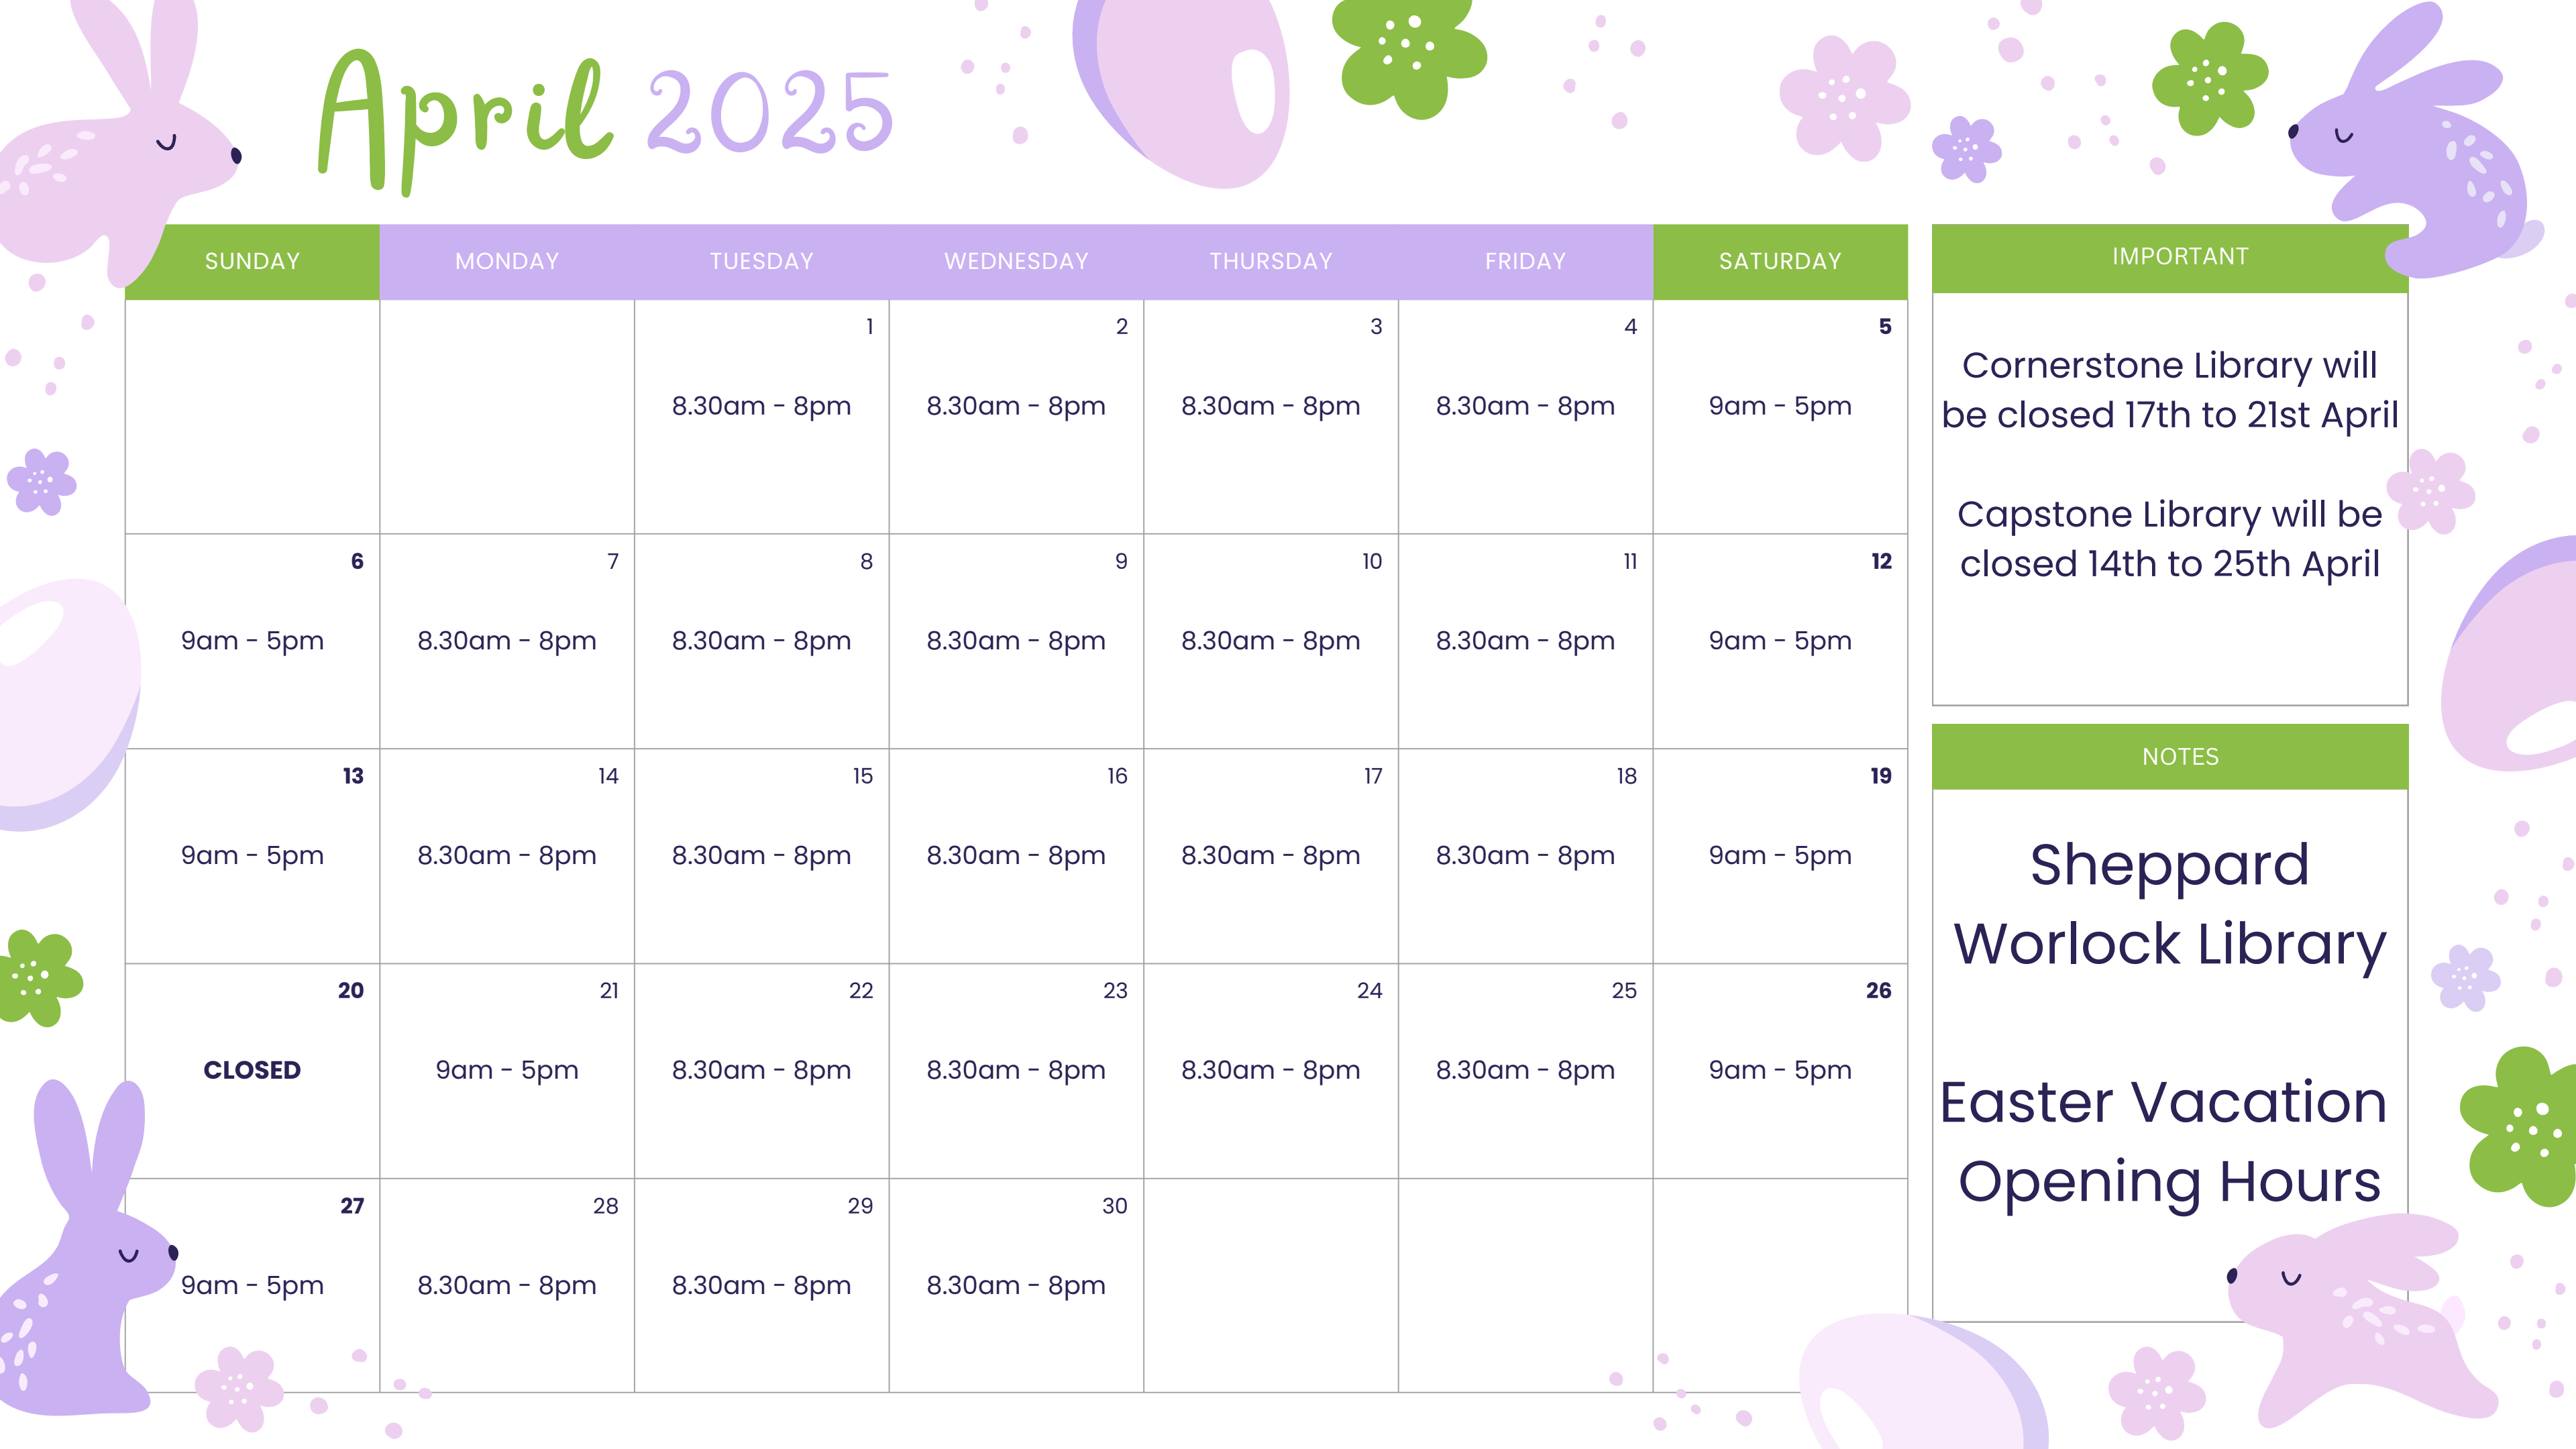 April 2025
SUNDAY MONDAY TUESDAY WEDNESDAY THURSDAY FRIDAY SATURDAY
1 2 3 4 5
8.30am - 8pm 8.30am - 8pm 8.30am - 8pm 8.30am - 8pm 9am - 5pm
6 7 8 9 10 11 12
9am - 5pm 8.30am - 8pm 8.30am - 8pm 8.30am - 8pm 8.30am - 8pm 8.30am - 8pm 9am - 5pm
13 14 15 16 17 18 19
9am - 5pm 8.30am - 8pm 8.30am - 8pm 8.30am - 8pm 8.30am - 8pm 8.30am - 8pm 9am - 5pm
20 21 22 23 24 25 26
CLOSED 9am - 5pm 8.30am - 8pm 8.30am - 8pm 8.30am - 8pm 8.30am - 8pm 9am - 5pm
27 28 29 30
9am - 5pm 8.30am - 8pm 8.30am - 8pm 8.30am - 8pm
IMPORTANT
Cornerstone Library will
be closed 17th to 21st April
Capstone Library will be
closed 14th to 25th April
NOTES
Sheppard
Worlock Library
Easter Vacation
Opening Hours